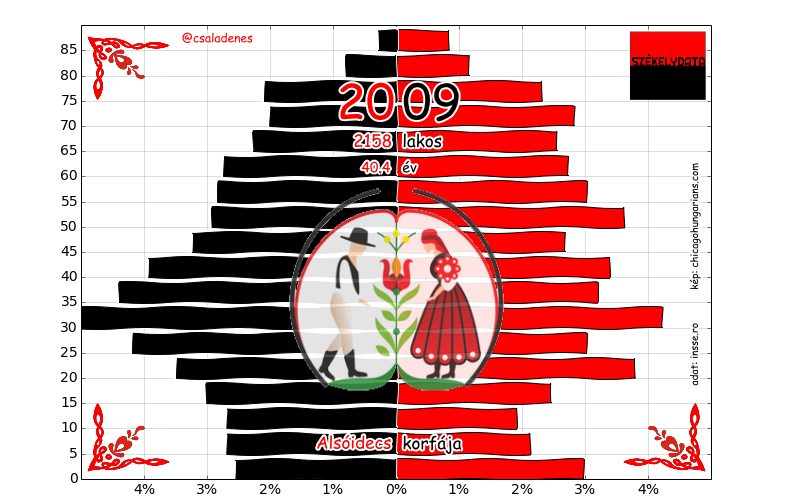 @csaladenes
SZÉKELYDATA
2009
2158 lakos
40.4 év
kép: chicagohungarians.com
adat: insse.ro
Alsóidecs korfája
85
80
75
70
65
60
55
50
45
40
35
30
25
20
15
10
5
0
4% 3% 2% 1% 0% 1% 2% 3% 4%